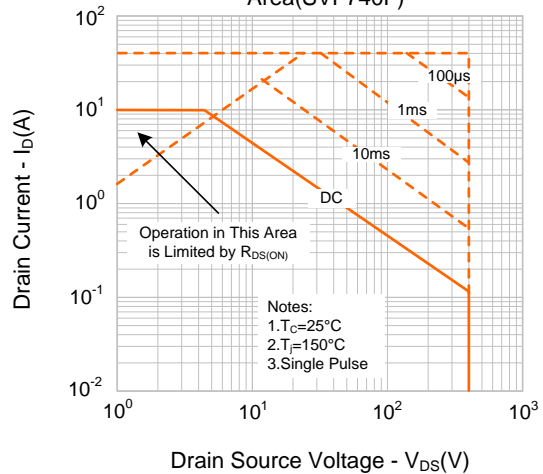 10²
100µs
1ms
10¹
10ms
Drain Current - I_D(A)
DC
10⁰
Operation in This Area
is Limited by R_DS(ON)
10⁻¹
Notes:
1.T_C=25°C
2.T_j=150°C
3.Single Pulse
10⁻²
10⁰
10¹
10²
10³
Drain Source Voltage - V_DS(V)